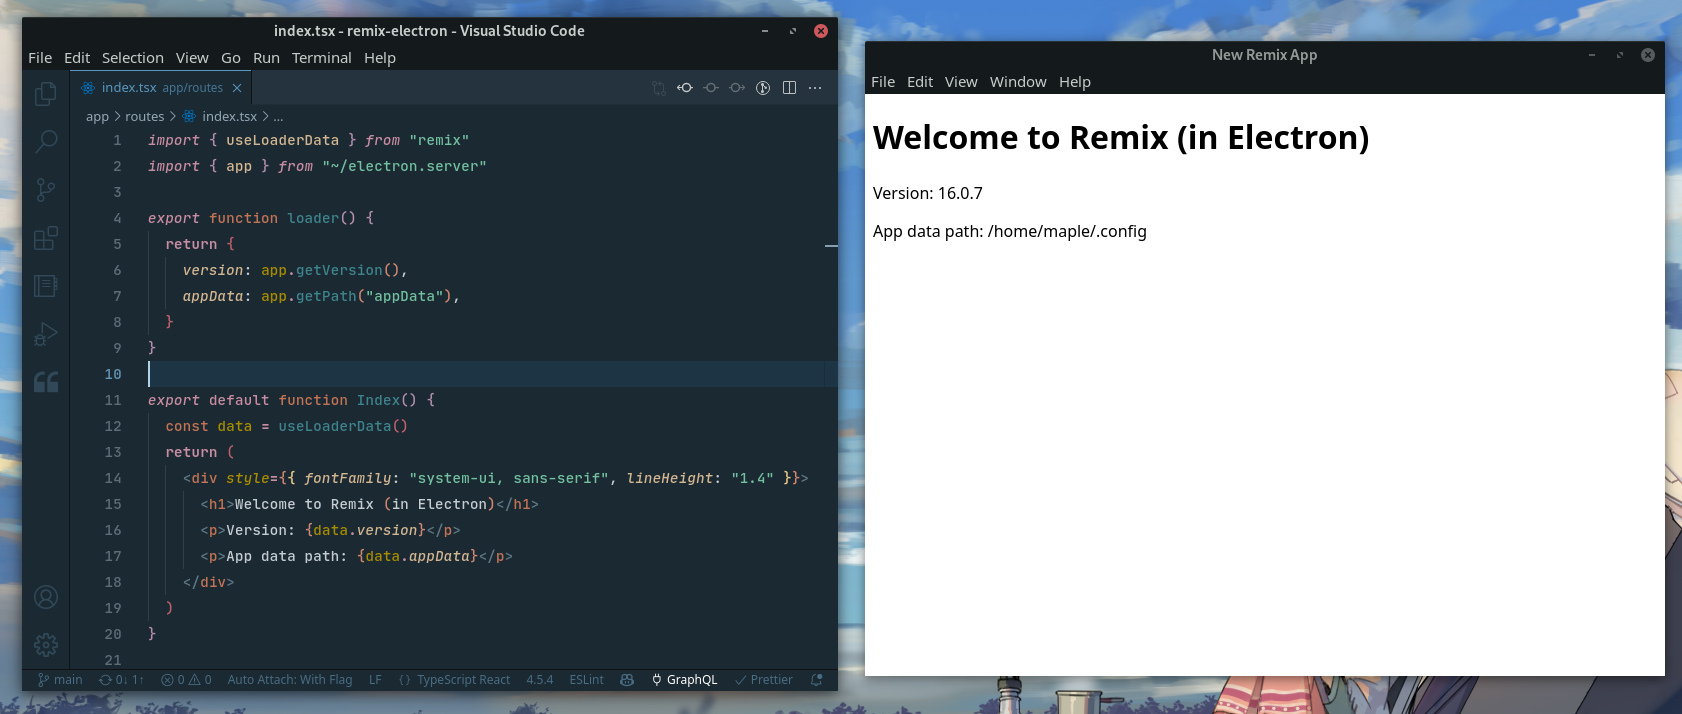 index.tsx - remix-electron - Visual Studio Code
File Edit Selection View Go Run Terminal Help
index.tsx app/routes
app > routes > index.tsx > ...
1 import { useLoaderData } from "remix"
2 import { app } from "~/electron.server"
3
4 export function loader() {
5 return {
6 version: app.getVersion(),
7 appData: app.getPath("appData"),
8 }
9 }
10
11 export default function Index() {
12 const data = useLoaderData()
13 return (
14 <div style={{ fontFamily: "system-ui, sans-serif", lineHeight: "1.4" }}>
15 <h1>Welcome to Remix (in Electron)</h1>
16 <p>Version: {data.version}</p>
17 <p>App data path: {data.appData}</p>
18 </div>
19 )
20 }
21
main 0↓ 1↑ 0 0 Auto Attach: With Flag LF {} TypeScript React 4.5.4 ESLint GraphQL Prettier
New Remix App
File Edit View Window Help
Welcome to Remix (in Electron)
Version: 16.0.7
App data path: /home/maple/.config